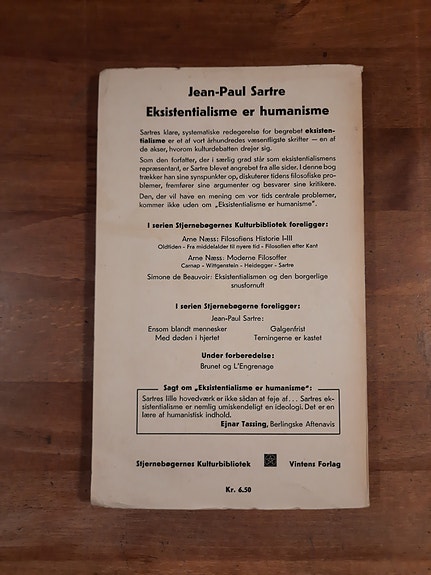 Jean-Paul Sartre
Eksistentialisme er humanisme
Sartres klare, systematiske redegørelse for begrebet eksisten-
tialisme er et af vort århundredes væsentligste skrifter — en af
de akser, hvorom kulturdebatten drejer sig.
Som den forfatter, der i særlig grad står som eksistentialismens
repræsentant, er Sartre blevet angrebet fra alle sider. I denne bog
trækker han sine synspunkter op, diskuterer tidens filosofiske pro-
blemer, fremfører sine argumenter og besvarer sine kritikere.
Den, der vil have en mening om vor tids centrale problemer,
kommer ikke uden om „Eksistentialisme er humanisme".
I serien Stjernebøgernes Kulturbibliotek foreligger:
Arne Næss: Filosofiens Historie I-III
Oldtiden - Fra middelalder til nyere tid - Filosofien efter Kant
Arne Næss: Moderne Filosoffer
Carnap - Wittgenstein - Heidegger - Sartre
Simone de Beauvoir: Eksistentialismen og den borgerlige
snusfornuft
I serien Stjernebøgerne foreligger:
Jean-Paul Sartre:
Ensom blandt mennesker Galgenfrist
Med døden i hjertet Terningerne er kastet
Under forberedelse:
Brunet og L'Engrenage
Sagt om „Eksistentialisme er humanisme":
Sartres lille hovedværk er ikke sådan at feje af... Sartres ek-
sistentialisme er nemlig umiskendeligt en ideologi. Det er en
lære af humanistisk indhold.
Ejnar Tassing, Berlingske Aftenavis
Stjernebøgernes Kulturbibliotek Vintens Forlag
Kr. 6.50